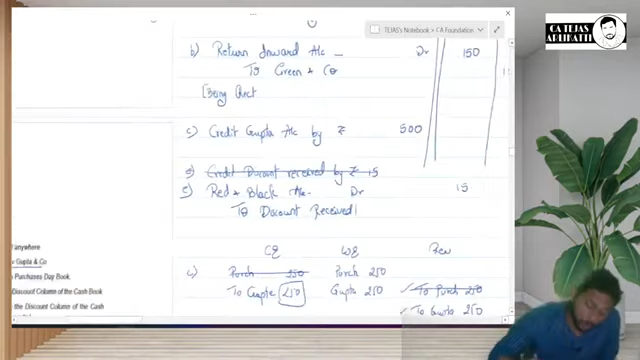 CA TEJAS
ARLIKATTI
TEJAS's Notebook > CA Foundation
b) Return Inward A/c — Dr 150
To Green & Co
[Being Rect
c) Credit Gupta A/c by ₹ 500
d) Credit Discount received by ₹ 15
e) Red & Black A/c - Dr 15
To Discount Received
CE WE Rev
Purch 250 Purch 250
To Gupta 250 Gupta 250 To Purch 250
To Gupta 250
anywhere
Gupta & Co
Purchases Day Book.
Discount Column of the Cash Book
the Discount Column of the Cash